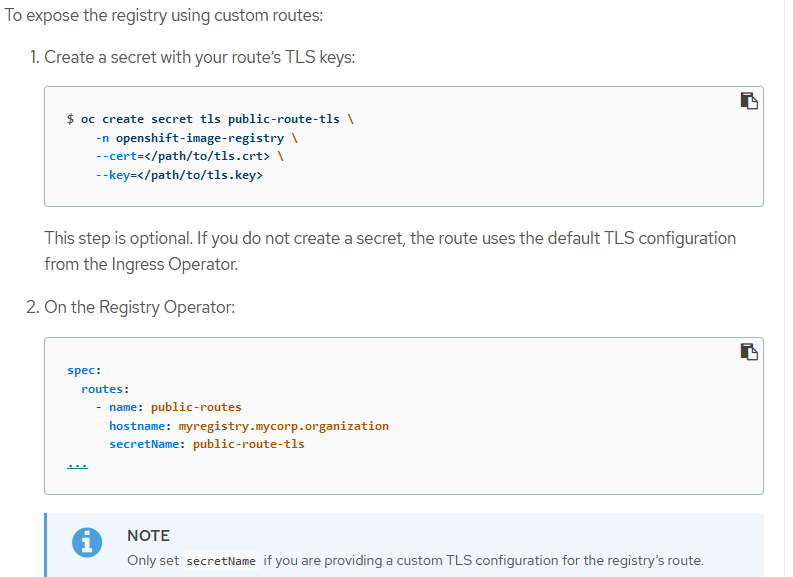 To expose the registry using custom routes:
1. Create a secret with your route’s TLS keys:
$ oc create secret tls public-route-tls \
    -n openshift-image-registry \
    --cert=</path/to/tls.crt> \
    --key=</path/to/tls.key>
This step is optional. If you do not create a secret, the route uses the default TLS configuration
from the Ingress Operator.
2. On the Registry Operator:
spec:
  routes:
    - name: public-routes
      hostname: myregistry.mycorp.organization
      secretName: public-route-tls
...
NOTE
Only set secretName if you are providing a custom TLS configuration for the registry’s route.